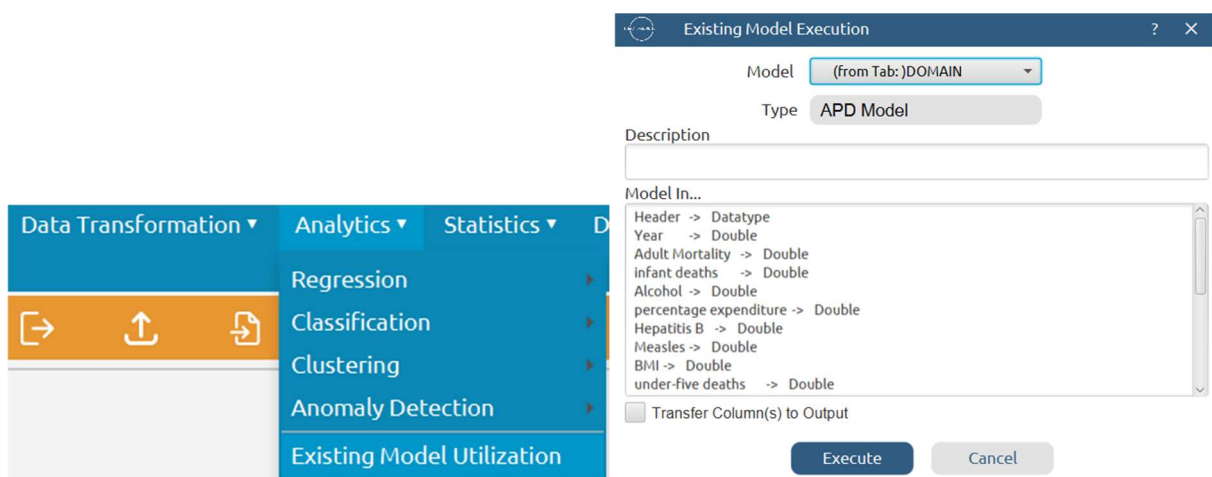 Data Transformation ▾ Analytics ▾ Statistics ▾ D
Regression
Classification
Clustering
Anomaly Detection
Existing Model Utilization
Existing Model Execution ? ✕
Model (from Tab: )DOMAIN
Type APD Model
Description
Model In...
Header -> Datatype
Year -> Double
Adult Mortality -> Double
infant deaths -> Double
Alcohol -> Double
percentage expenditure -> Double
Hepatitis B -> Double
Measles -> Double
BMI -> Double
under-five deaths -> Double
Transfer Column(s) to Output
Execute Cancel